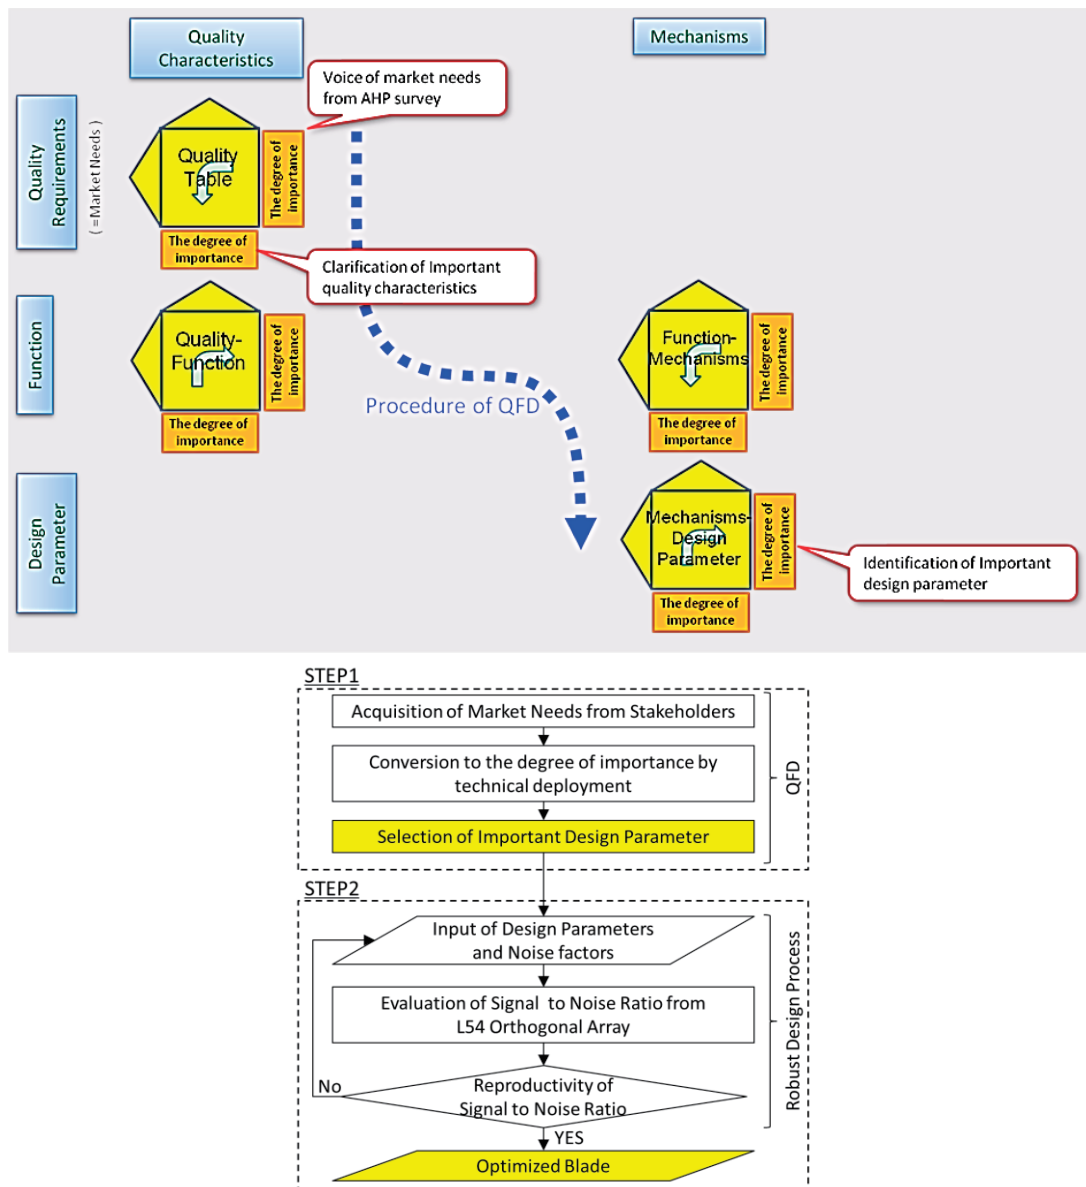 Quality
Characteristics
Mechanisms
Voice of market needs
from AHP survey
Quality
Requirements
( =Market Needs )
Quality
Table
The degree of
importance
The degree of
importance
Clarification of Important
quality characteristics
Function
Quality-
Function
The degree of
importance
The degree of
importance
Procedure of QFD
Function-
Mechanisms
The degree of
importance
The degree of
importance
Design
Parameter
Mechanisms-
Design
Parameter
The degree of
importance
The degree of
importance
Identification of Important
design parameter
STEP1
Acquisition of Market Needs from Stakeholders
Conversion to the degree of importance by
technical deployment
Selection of Important Design Parameter
QFD
STEP2
Input of Design Parameters
and Noise factors
Evaluation of Signal to Noise Ratio from
L54 Orthogonal Array
Reproductivity of
Signal to Noise Ratio
No
YES
Optimized Blade
Robust Design Process